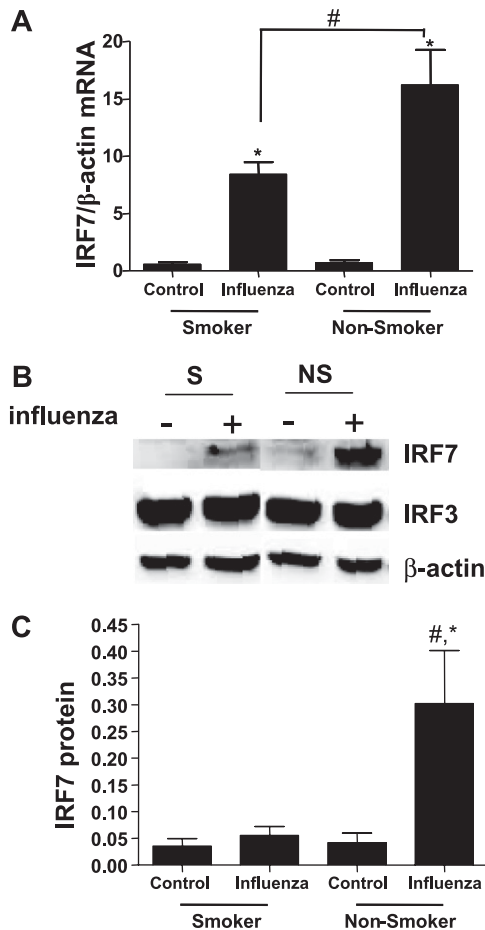 A
#
IRF7/β-actin mRNA
20
15
10
5
0
*
*
Control Influenza Control Influenza
Smoker Non-Smoker
B
S NS
influenza - + - +
IRF7
IRF3
β-actin
C
IRF7 protein
0.45
0.40
0.35
0.30
0.25
0.20
0.15
0.10
0.05
0.00
#,*
Control Influenza Control Influenza
Smoker Non-Smoker